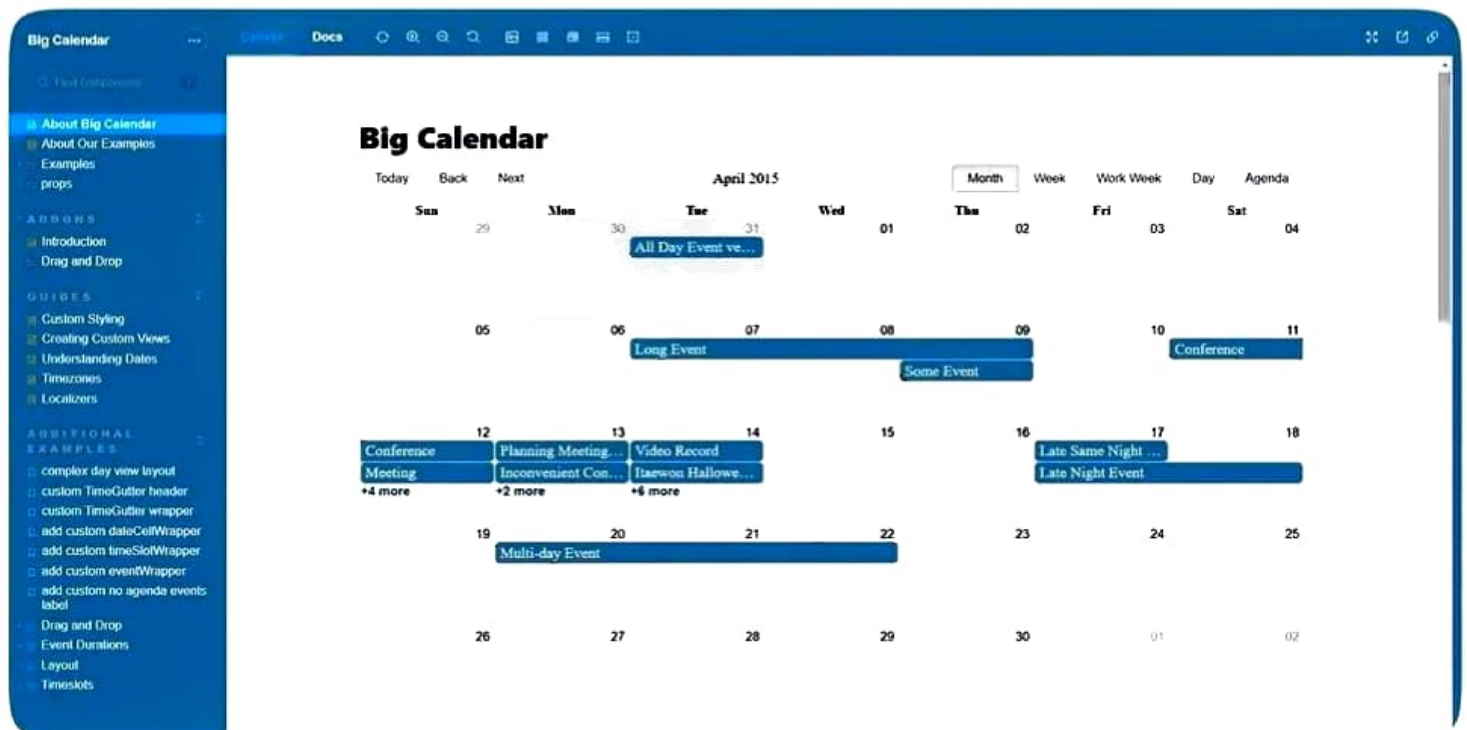 Big Calendar
Canvas Docs
Find components
About Big Calendar
About Our Examples
Examples
props
ADDONS
Introduction
Drag and Drop
GUIDES
Custom Styling
Creating Custom Views
Understanding Dates
Timezones
Localizers
ADDITIONAL
EXAMPLES
complex day view layout
custom TimeGutter header
custom TimeGutter wrapper
add custom dateCellWrapper
add custom timeSlotWrapper
add custom eventWrapper
add custom no agenda events
label
Drag and Drop
Event Durations
Layout
Timeslots
Big Calendar
Today Back Next April 2015 Month Week Work Week Day Agenda
Sun Mon Tue Wed Thu Fri Sat
29 30 31 01 02 03 04
All Day Event ve...
05 06 07 08 09 10 11
Long Event Conference
Some Event
12 13 14 15 16 17 18
Conference Planning Meeting... Video Record Late Same Night ...
Meeting Inconvenient Con... Itaewon Hallowe... Late Night Event
+4 more +2 more +6 more
19 20 21 22 23 24 25
Multi-day Event
26 27 28 29 30 01 02